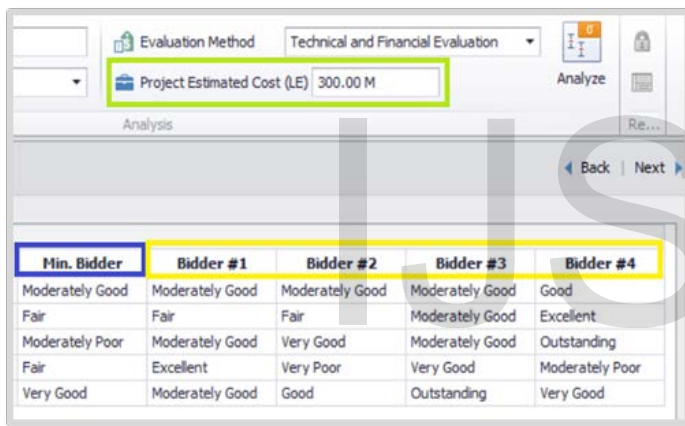 Evaluation Method Technical and Financial Evaluation
Project Estimated Cost (LE) 300.00 M
0
Analyze
Analysis Re...
Back | Next
IJS
Min. Bidder Bidder #1 Bidder #2 Bidder #3 Bidder #4
Moderately Good Moderately Good Moderately Good Moderately Good Good
Fair Fair Fair Moderately Good Excellent
Moderately Poor Moderately Good Very Good Moderately Good Outstanding
Fair Excellent Very Poor Very Good Moderately Poor
Very Good Moderately Good Good Outstanding Very Good